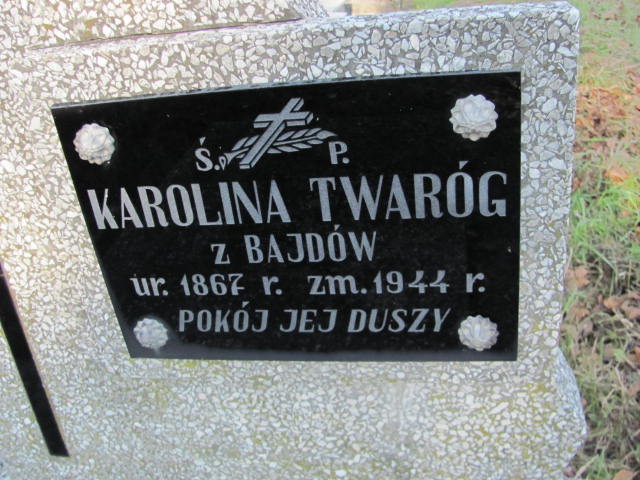 Ś. P.
KAROLINA TWARÓG
z BAJDÓW
ur. 1867 r. zm. 1944 r.
POKÓJ JEJ DUSZY